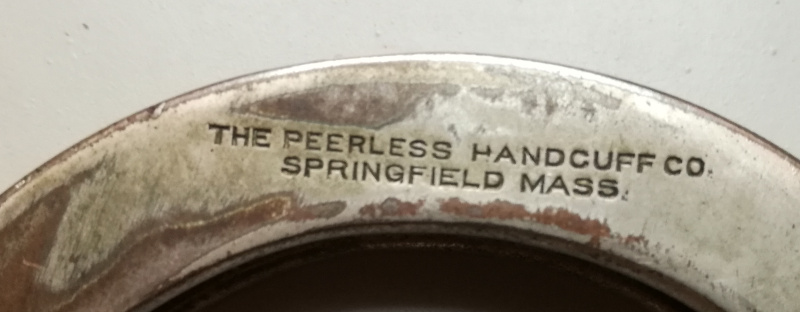 THE PEERLESS HANDCUFF CO.
SPRINGFIELD MASS.